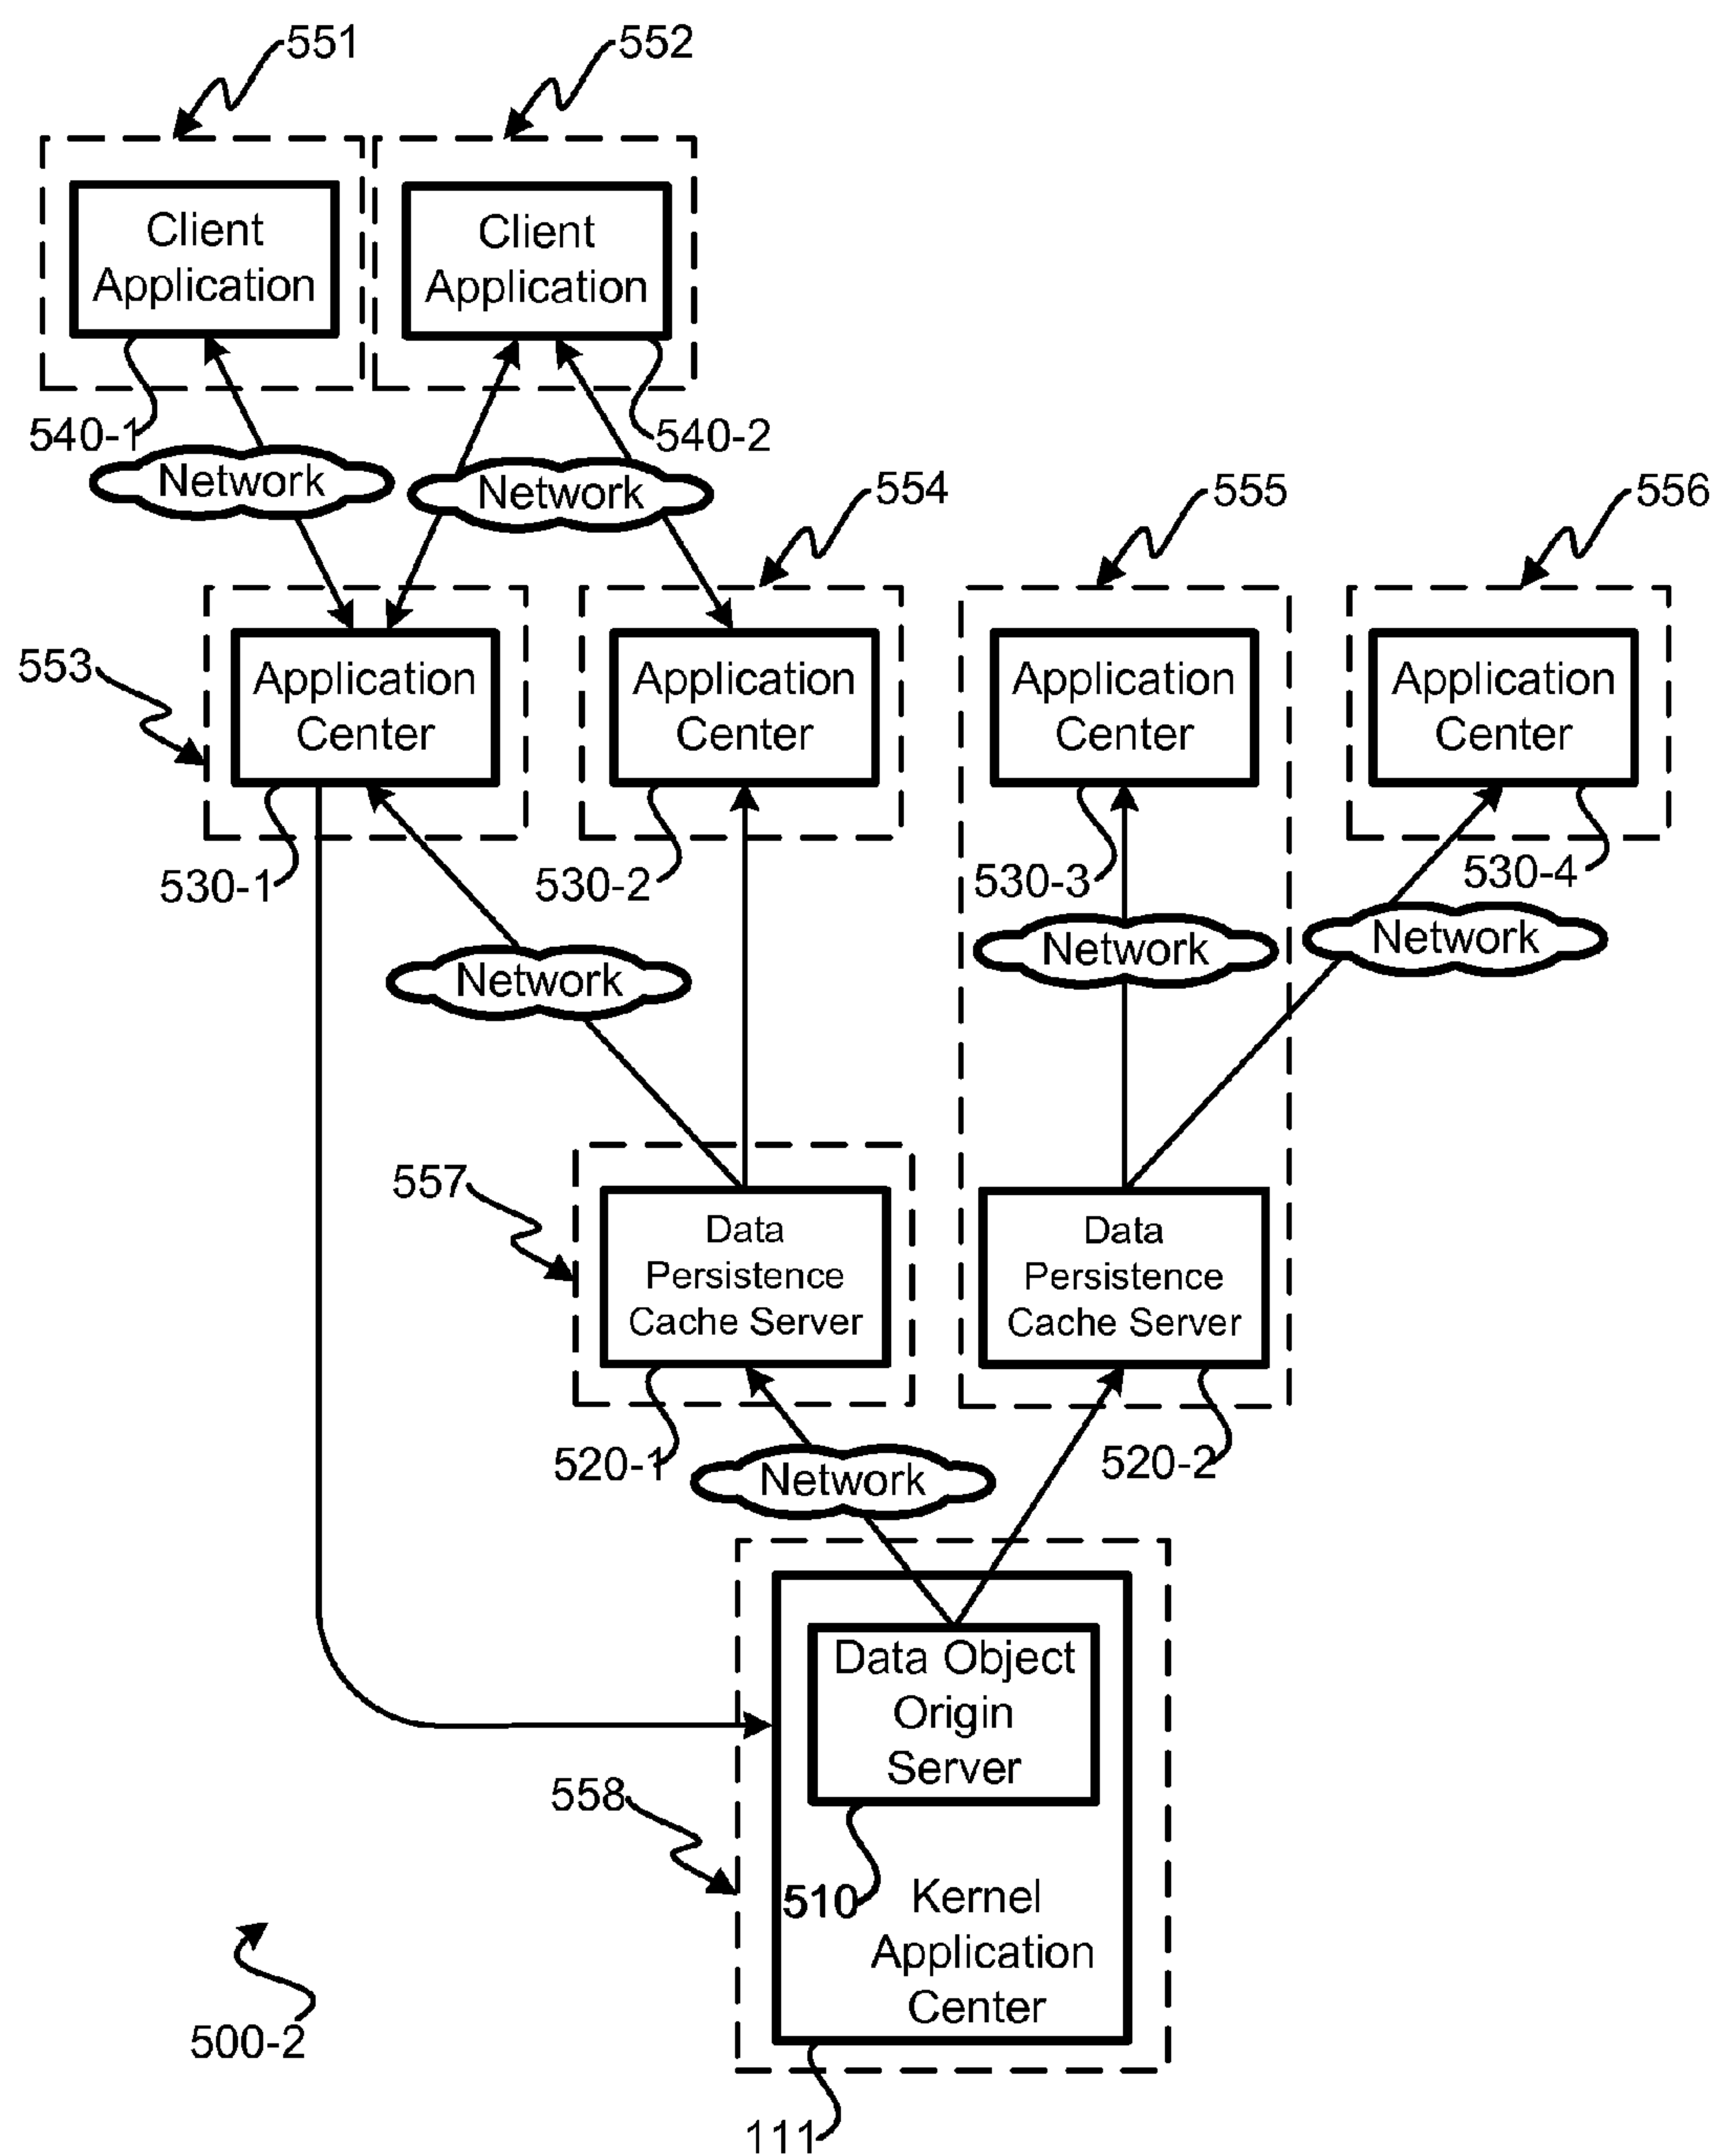 551
552
Client
Application
Client
Application
540-1
540-2
Network
Network
554
555
556
553
Application
Center
Application
Center
Application
Center
Application
Center
530-1
530-2
530-3
530-4
Network
Network
Network
557
Data
Persistence
Cache Server
Data
Persistence
Cache Server
520-1
520-2
Network
Data Object
Origin
Server
558
510
Kernel
Application
Center
500-2
111